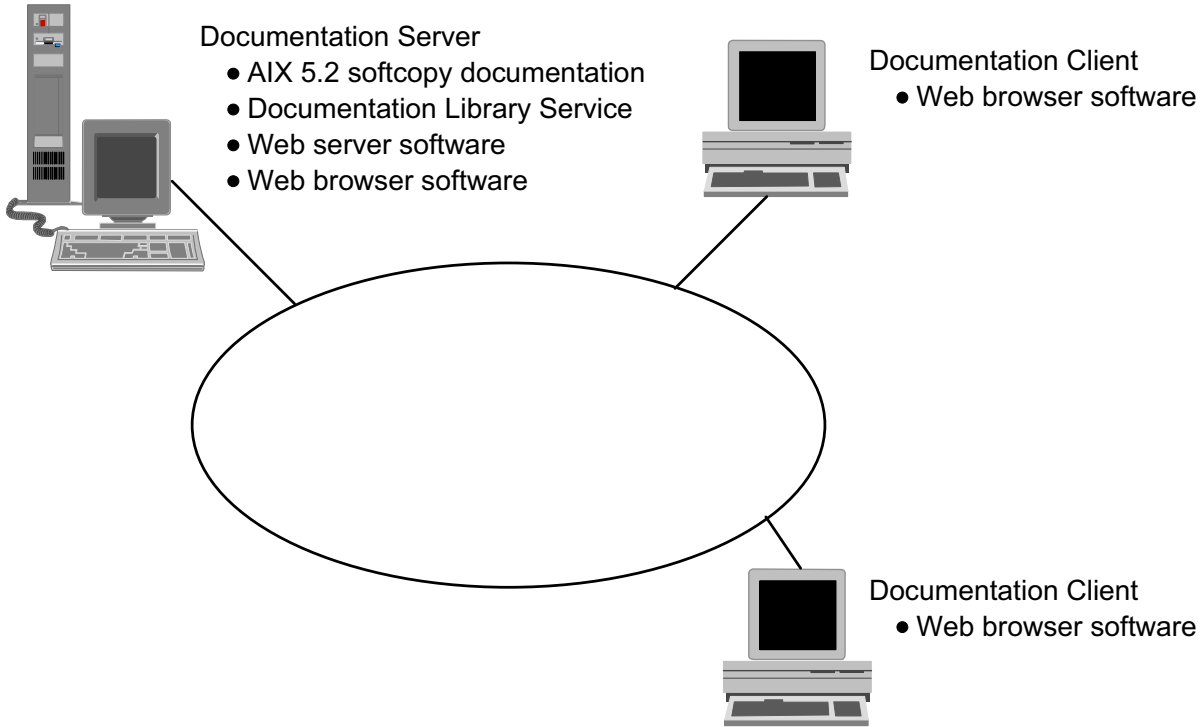 Documentation Server
● AIX 5.2 softcopy documentation
● Documentation Library Service
● Web server software
● Web browser software
Documentation Client
● Web browser software
Documentation Client
● Web browser software